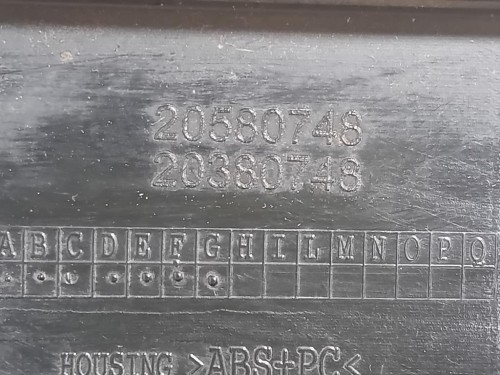 20580748
20380748
A B C D E F G H I L M N O P Q
HOUSING >ABS+PC<